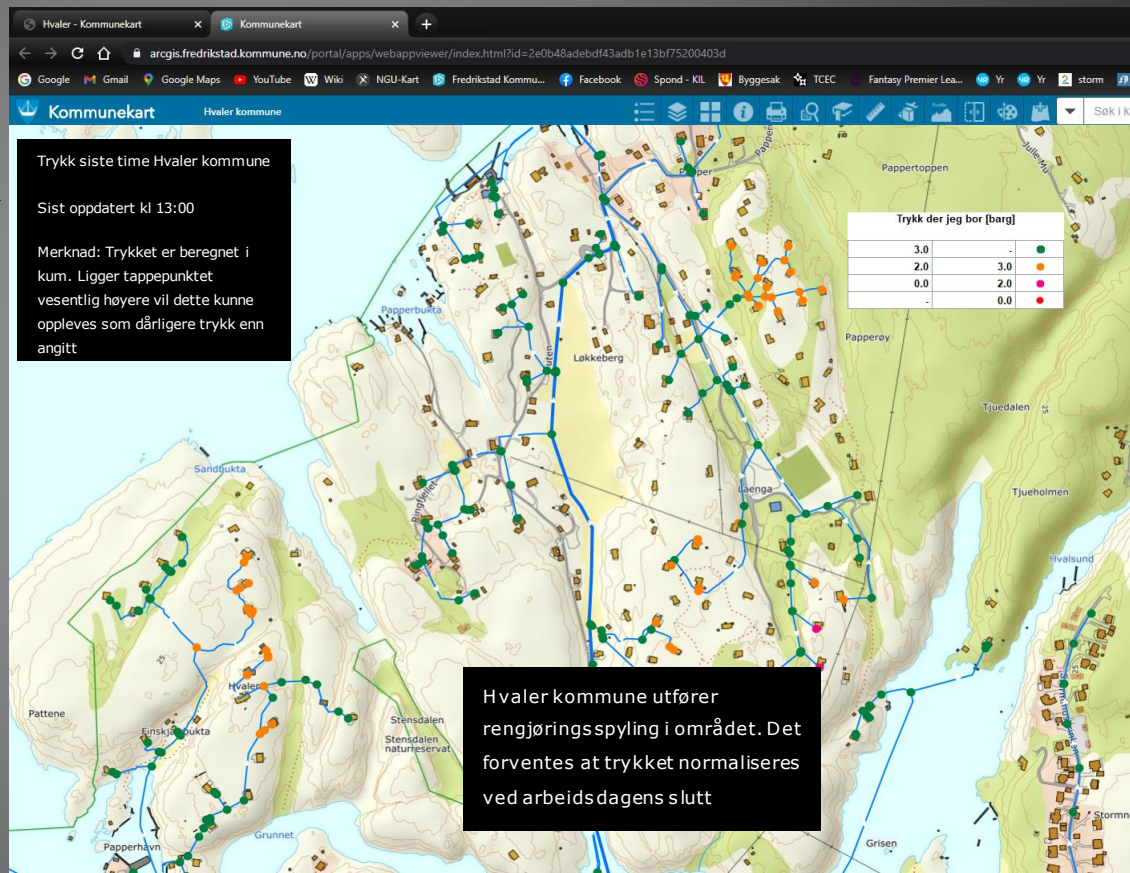 Hvaler - Kommunekart
Kommunekart
arcgis.fredrikstad.kommune.no/portal/apps/webappviewer/index.html?id=2e0b48adebdf43adb1e13bf75200403d
Google Gmail Google Maps YouTube Wiki NGU-Kart Fredrikstad Kommu... Facebook Spond - KIL Byggesak TCEC Fantasy Premier Lea... Yr Yr storm
Kommunekart Hvaler kommune Søk i k
Trykk siste time Hvaler kommune
Sist oppdatert kl 13:00
Merknad: Trykket er beregnet i
kum. Ligger tappepunktet
vesentlig høyere vil dette kunne
oppleves som dårligere trykk enn
angitt
Trykk der jeg bor [barg]
3.0 -
2.0 3.0
0.0 2.0
- 0.0
Pappertoppen
Papperbukta
Papperøy
Løkkeberg
Tjuedalen
25
Sandbukta
Laenga
Tjueholmen
Ringfjellet
Hvalsund
25
Hvaler
Pattene
Stensdalen
Stensdalen
naturreservat
Grunnet
Papperhavn
Grisen
Hvaler kommune utfører
rengjøringsspyling i området. Det
forventes at trykket normaliseres
ved arbeidsdagens slutt